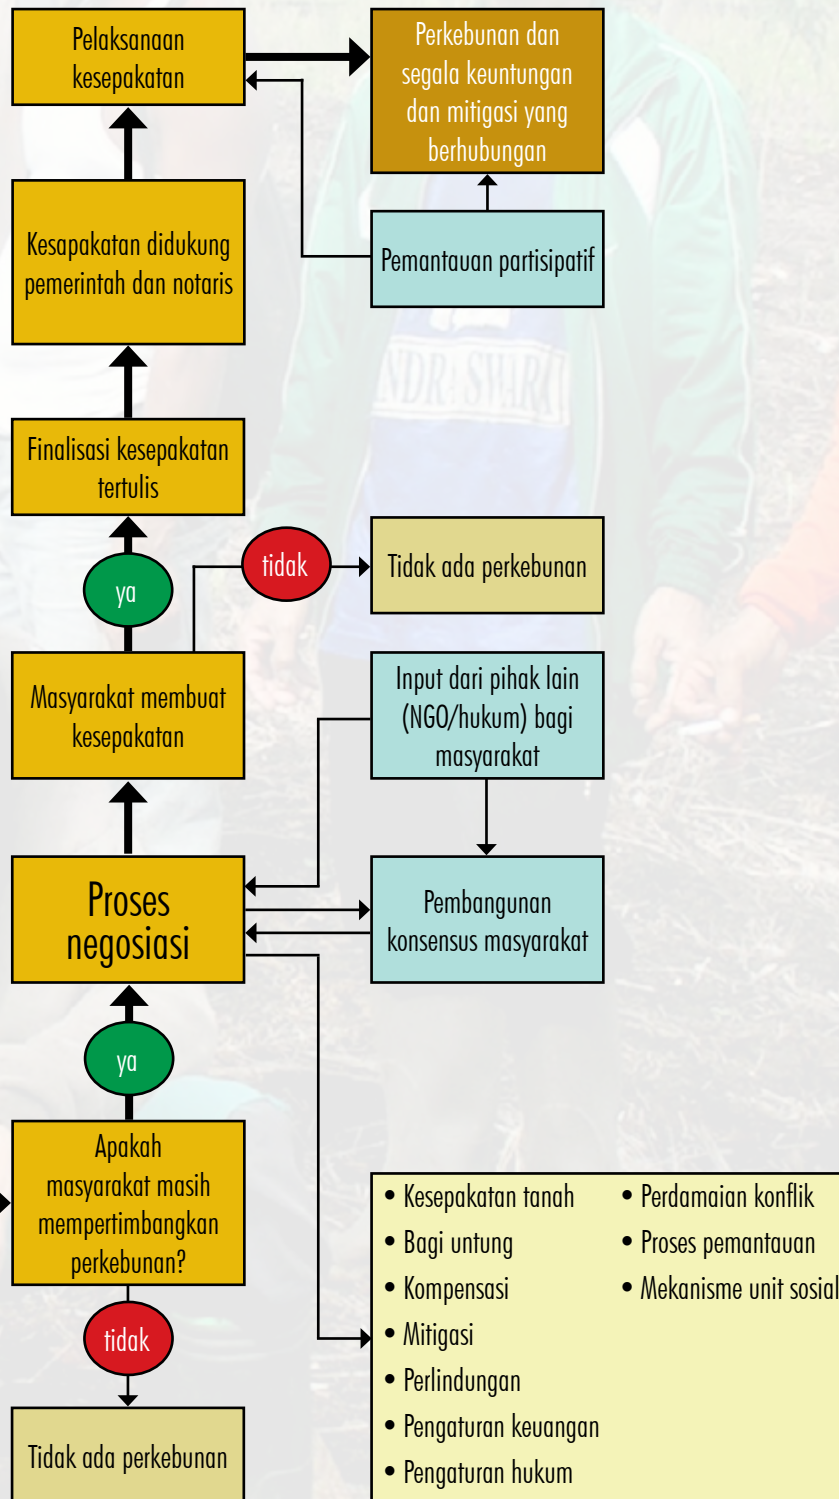 Pelaksanaan
kesepakatan
Perkebunan dan
segala keuntungan
dan mitigasi yang
berhubungan
Kesapakatan didukung
pemerintah dan notaris
Pemantauan partisipatif
Finalisasi kesepakatan
tertulis
tidak
Tidak ada perkebunan
ya
Masyarakat membuat
kesepakatan
Input dari pihak lain
(NGO/hukum) bagi
masyarakat
Proses
negosiasi
Pembangunan
konsensus masyarakat
ya
Apakah
masyarakat masih
mempertimbangkan
perkebunan?
tidak
Tidak ada perkebunan
• Kesepakatan tanah
• Bagi untung
• Kompensasi
• Mitigasi
• Perlindungan
• Pengaturan keuangan
• Pengaturan hukum
• Perdamaian konflik
• Proses pemantauan
• Mekanisme unit sosial